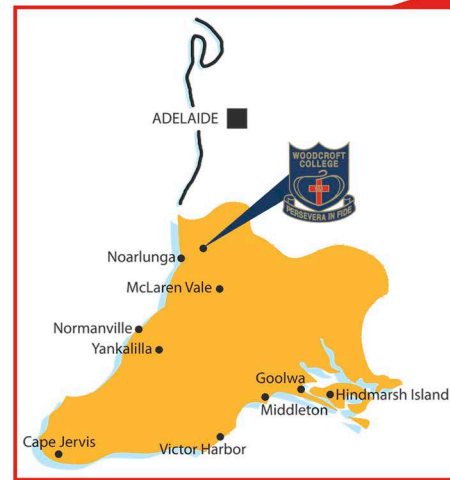 ADELAIDE
WOODCROFT
COLLEGE
PERSEVERA IN FIDE
Noarlunga
McLaren Vale
Normanville
Yankalilla
Goolwa
Hindmarsh Island
Middleton
Cape Jervis
Victor Harbor